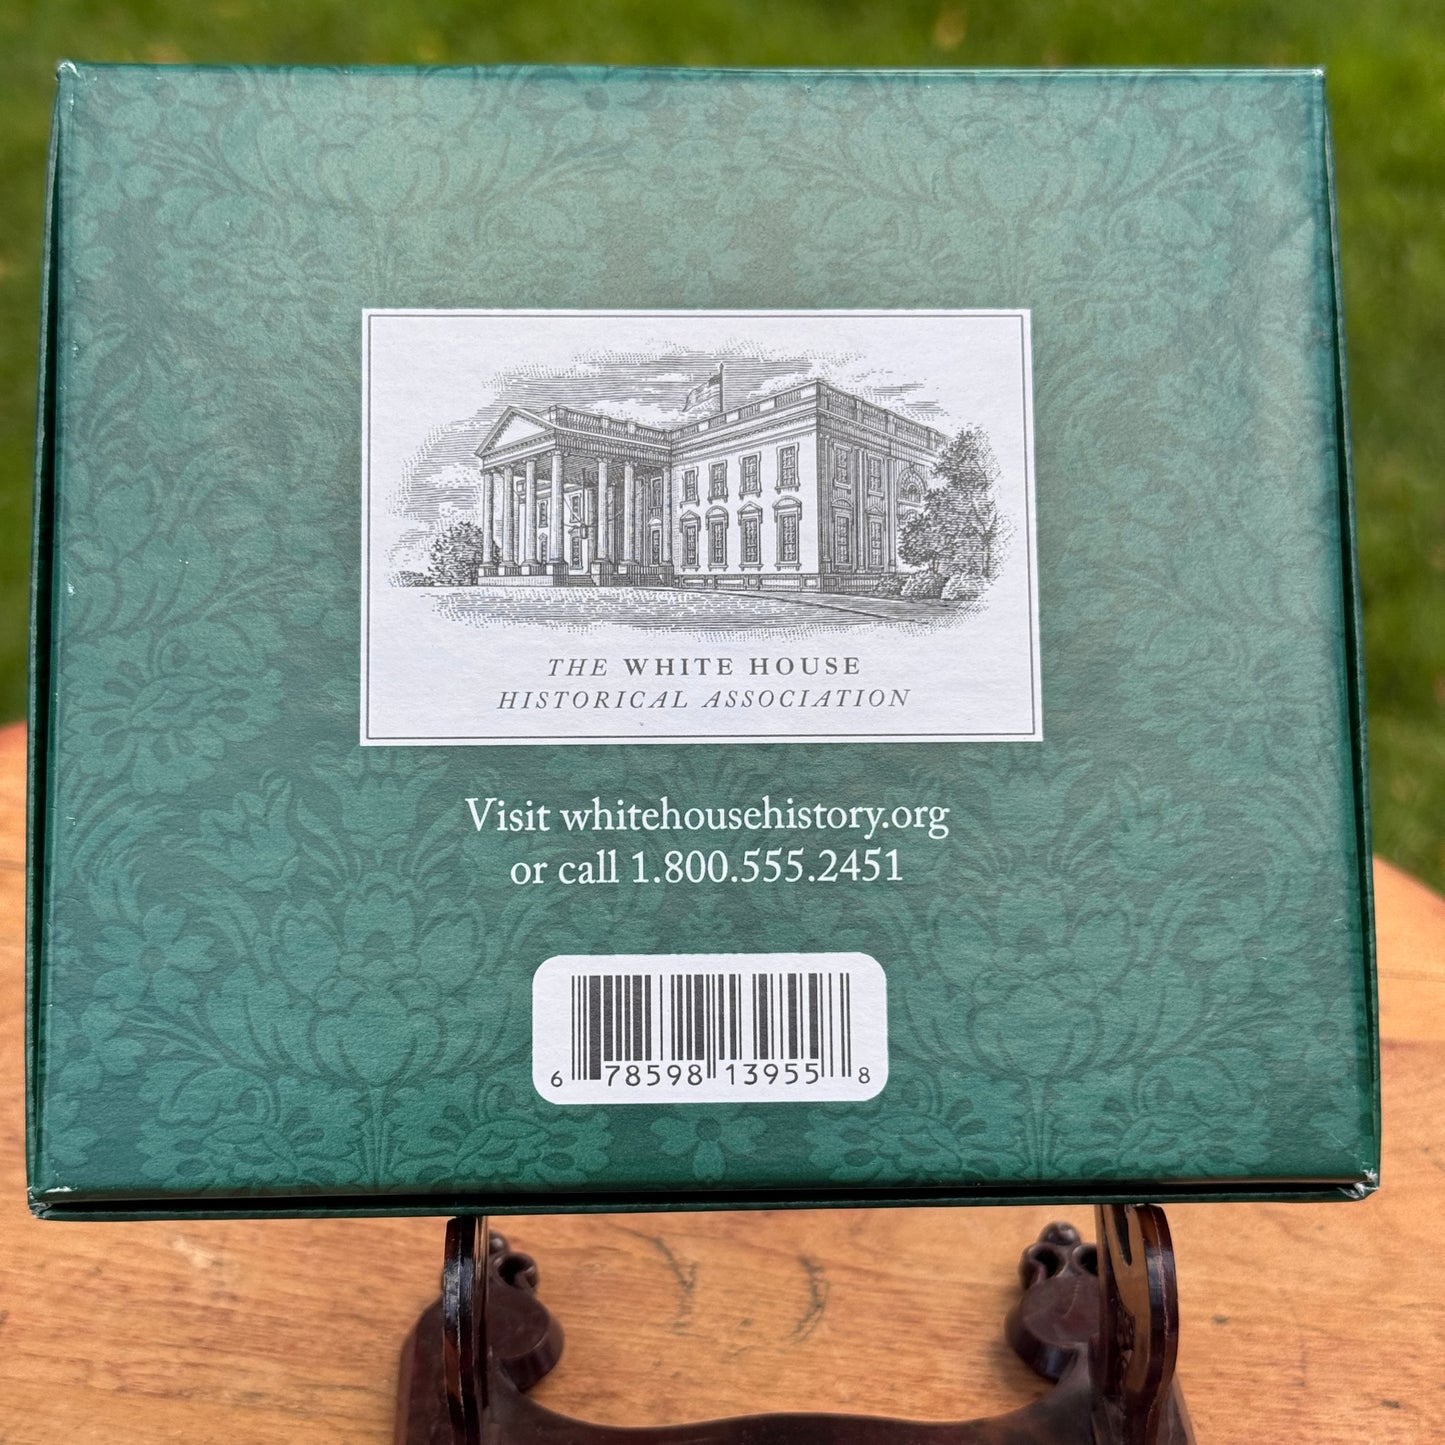 THE WHITE HOUSE
HISTORICAL ASSOCIATION
Visit whitehousehistory.org
or call 1.800.555.2451
6 78598 13955 8